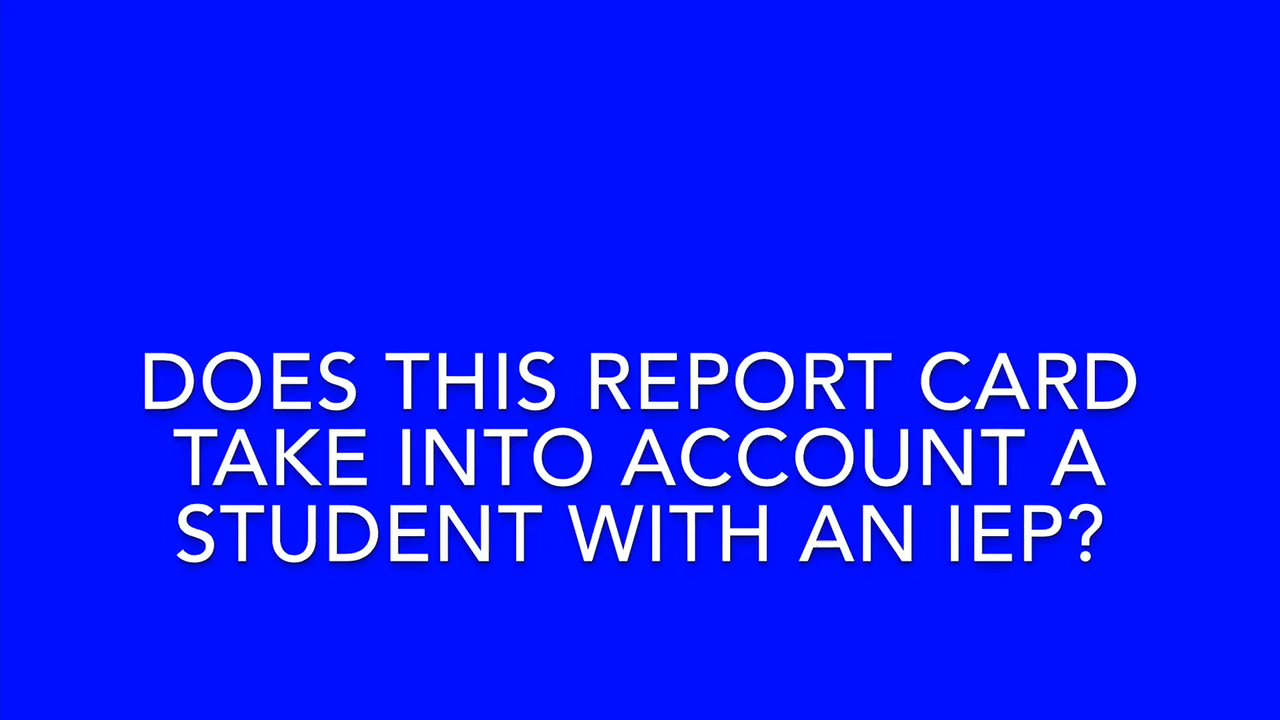 DOES THIS REPORT CARD
TAKE INTO ACCOUNT A
STUDENT WITH AN IEP?